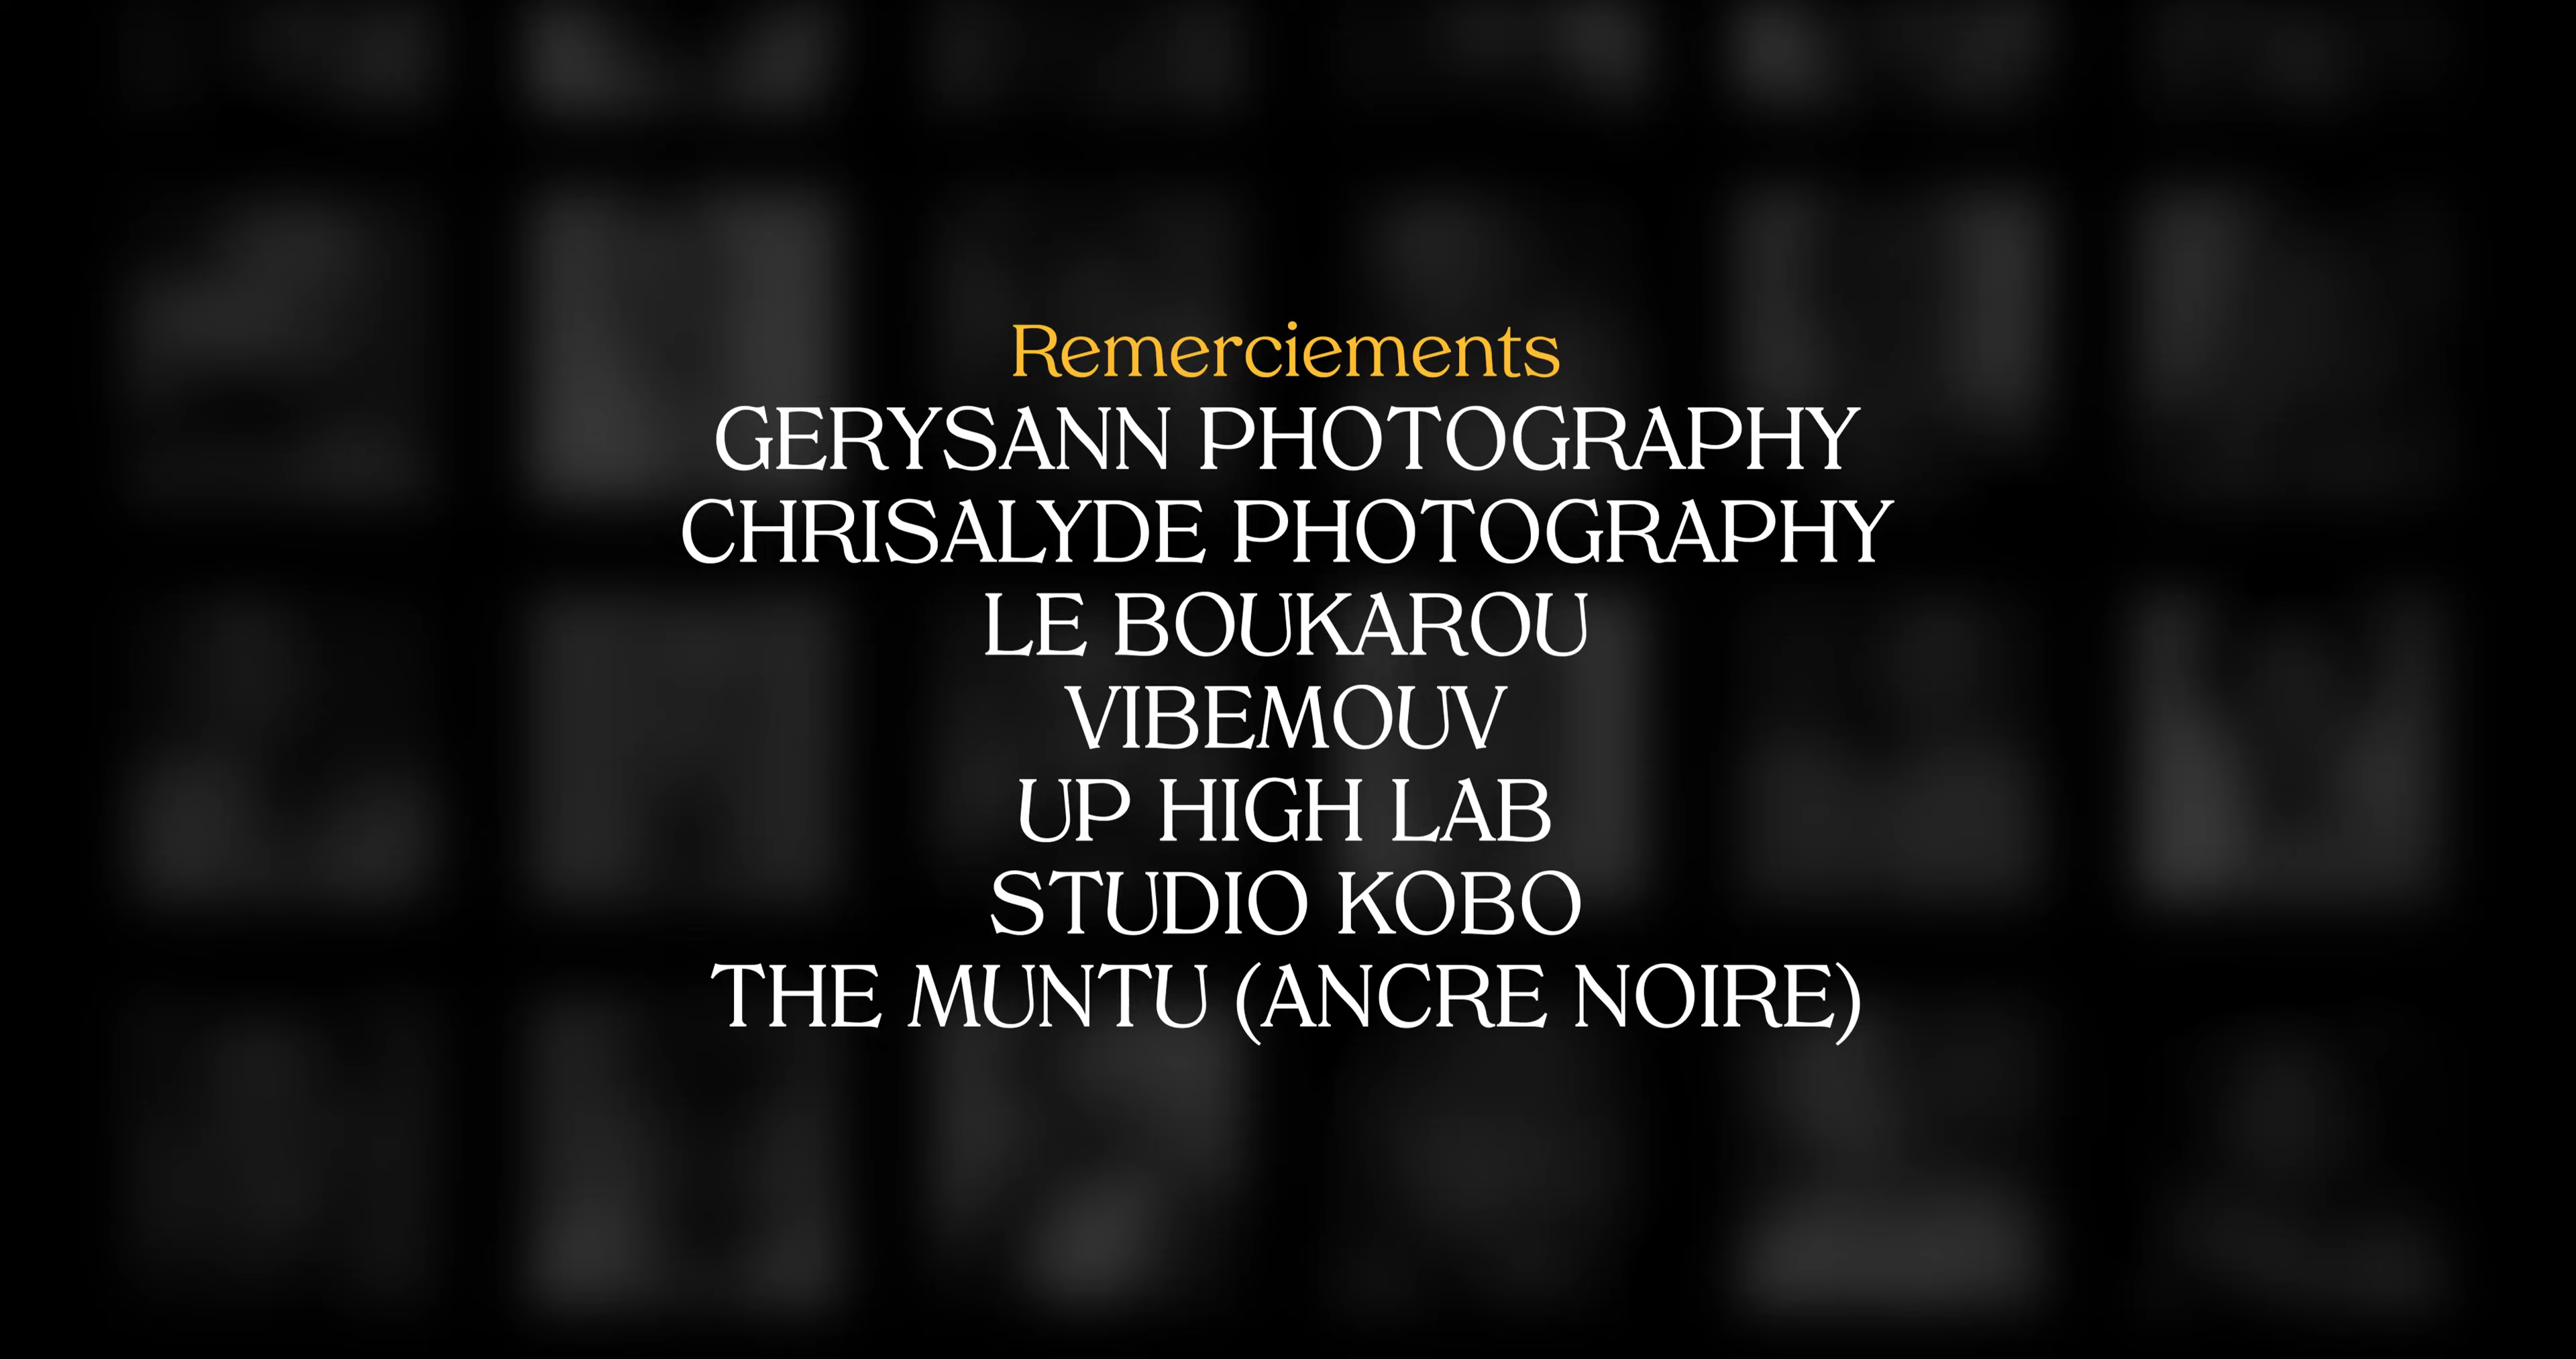 Remerciements
GERYSANN PHOTOGRAPHY
CHRISALYDE PHOTOGRAPHY
LE BOUKAROU
VIBEMOUV
UP HIGH LAB
STUDIO KOBO
THE MUNTU (ANCRE NOIRE)